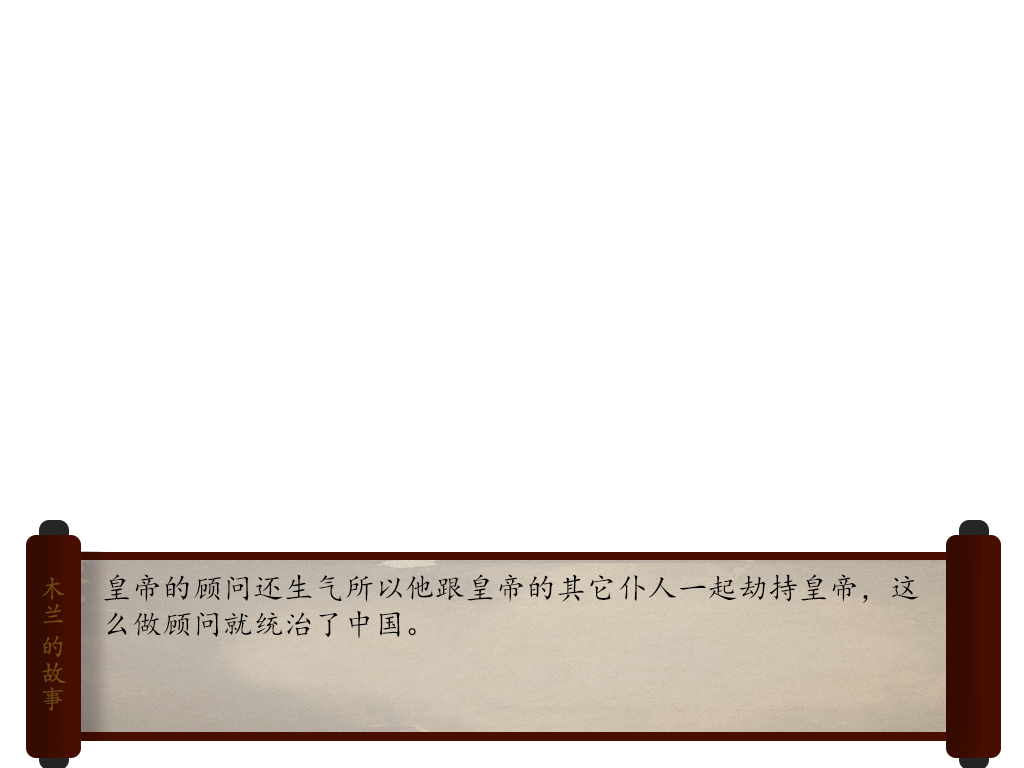 木兰的故事
皇帝的顾问还生气所以他跟皇帝的其它仆人一起劫持皇帝，这
么做顾问就统治了中国。